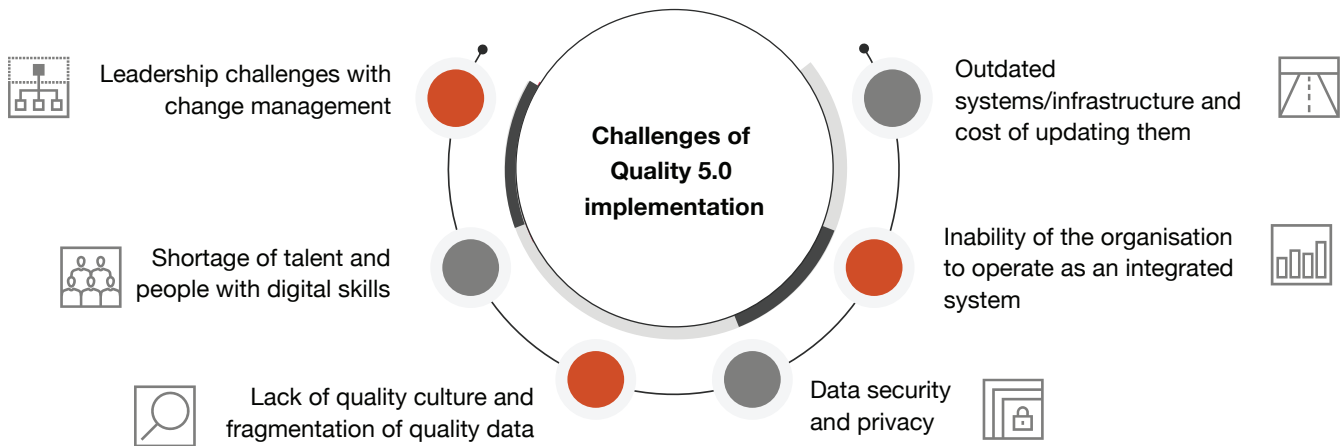 Challenges of
Quality 5.0
implementation
Leadership challenges with
change management
Shortage of talent and
people with digital skills
Lack of quality culture and
fragmentation of quality data
Outdated
systems/infrastructure and
cost of updating them
Inability of the organisation
to operate as an integrated
system
Data security
and privacy